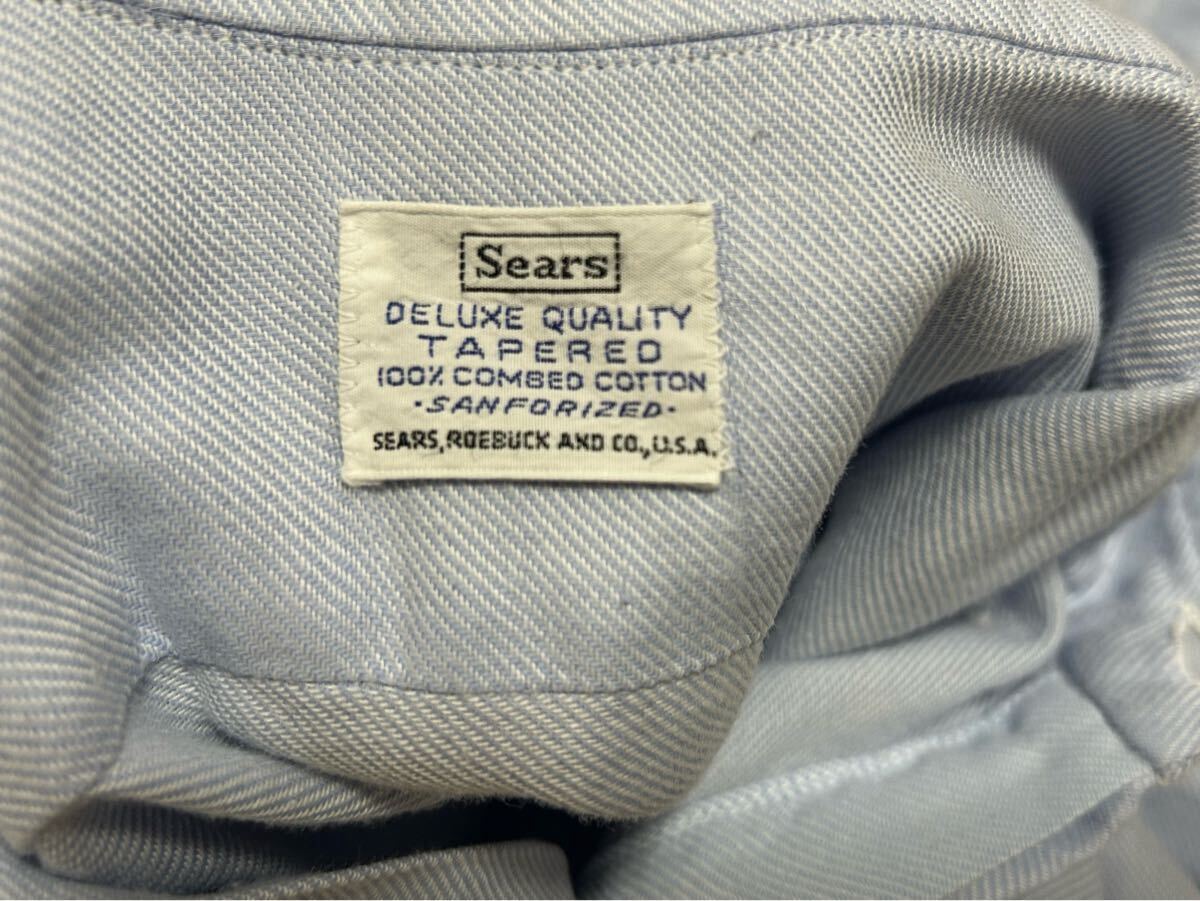 Sears
DELUXE QUALITY
TAPERED
100% COMBED COTTON
·SANFORIZED·
SEARS, ROEBUCK AND CO., U.S.A.